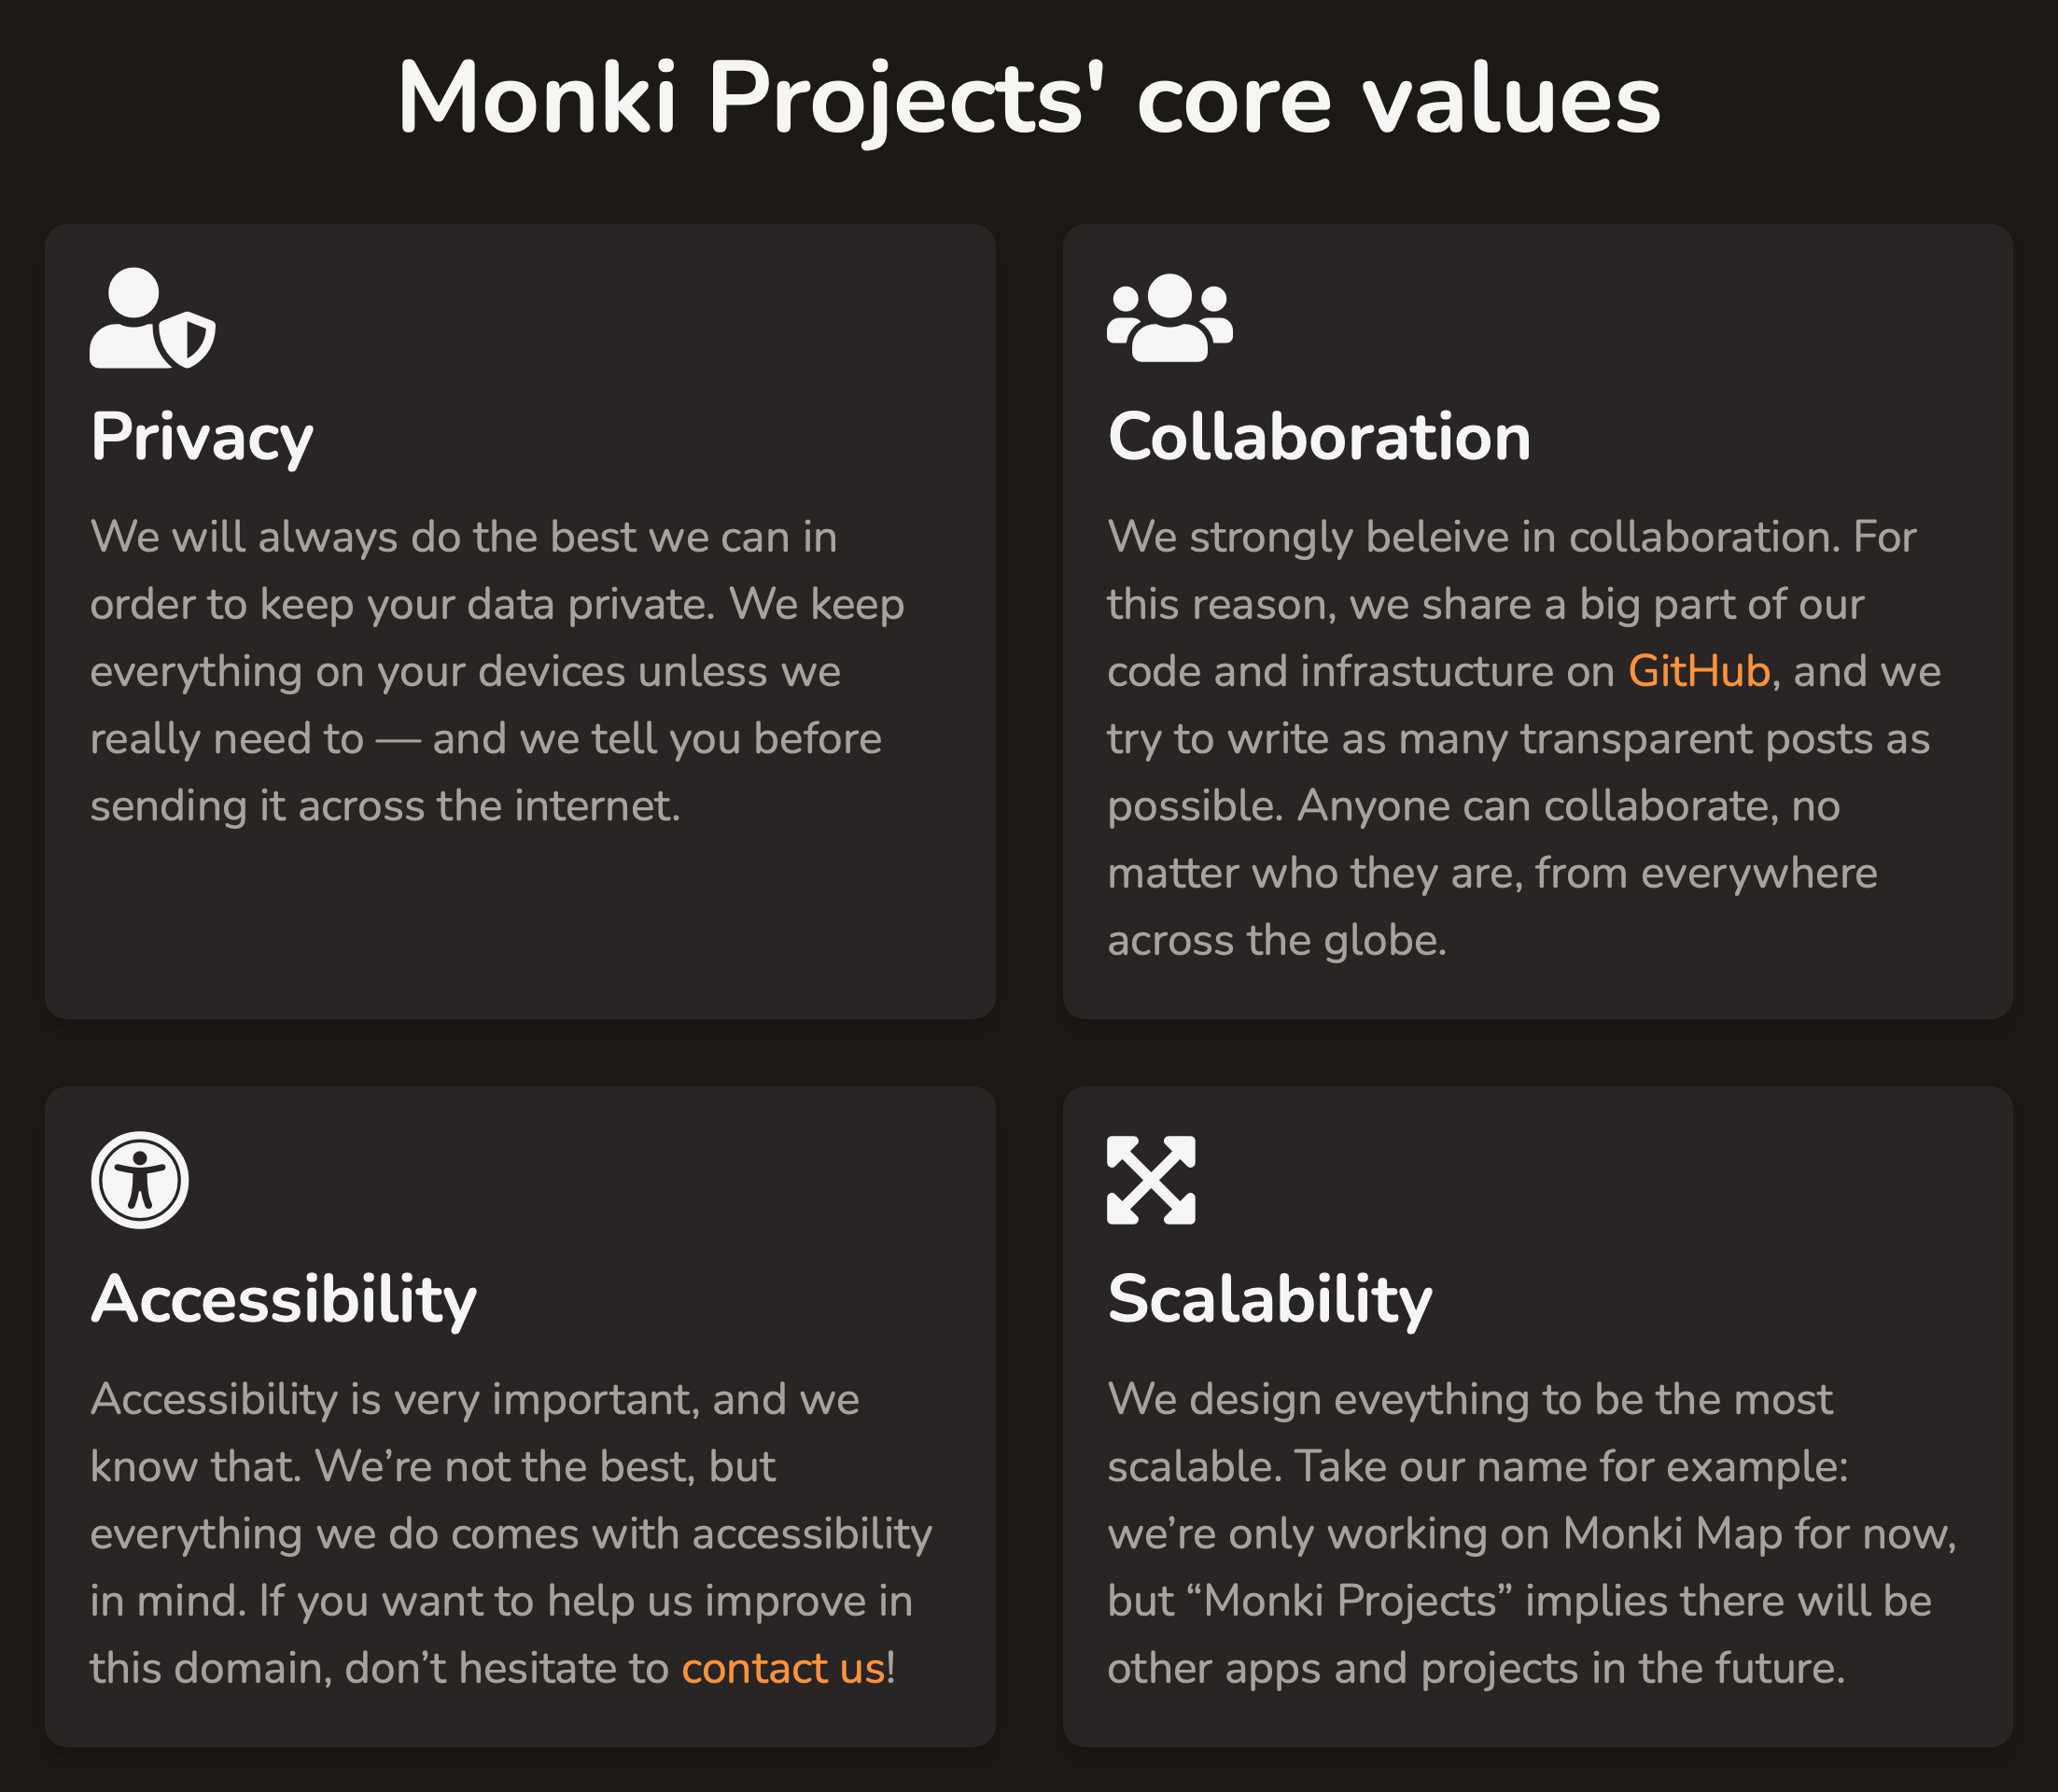 Monki Projects' core values
Privacy
We will always do the best we can in
order to keep your data private. We keep
everything on your devices unless we
really need to — and we tell you before
sending it across the internet.
Collaboration
We strongly beleive in collaboration. For
this reason, we share a big part of our
code and infrastucture on GitHub, and we
try to write as many transparent posts as
possible. Anyone can collaborate, no
matter who they are, from everywhere
across the globe.
Accessibility
Accessibility is very important, and we
know that. We’re not the best, but
everything we do comes with accessibility
in mind. If you want to help us improve in
this domain, don’t hesitate to contact us!
Scalability
We design eveything to be the most
scalable. Take our name for example:
we’re only working on Monki Map for now,
but “Monki Projects” implies there will be
other apps and projects in the future.